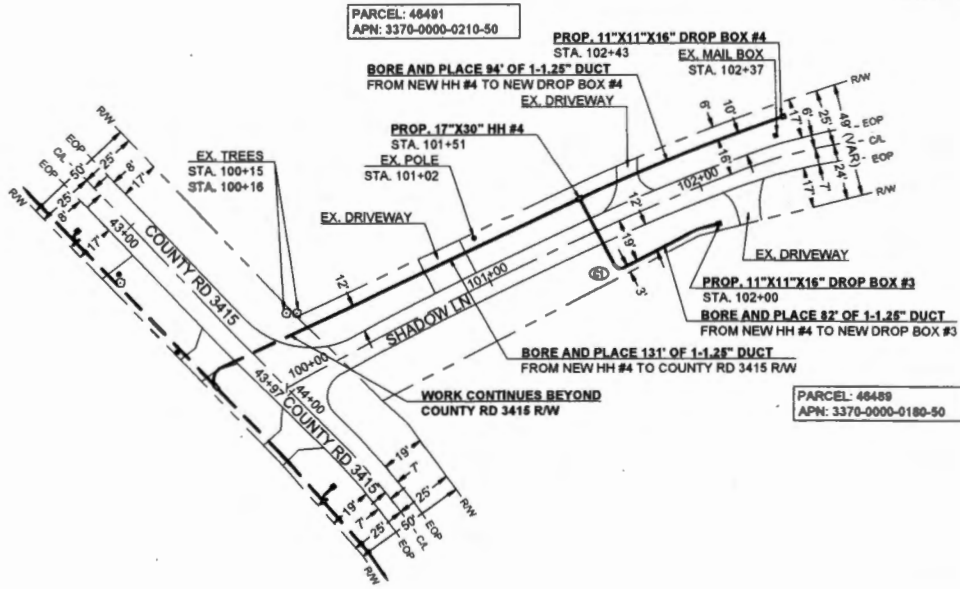 PARCEL: 46491
APN: 3370-0000-0210-50
PROP. 11"X11"X16" DROP BOX #4
STA. 102+43
EX. MAIL BOX
STA. 102+37
BORE AND PLACE 94' OF 1-1.25" DUCT
FROM NEW HH #4 TO NEW DROP BOX #4
EX. DRIVEWAY
PROP. 17"X30" HH #4
STA. 101+51
EX. POLE
STA. 101+02
EX. TREES
STA. 100+15
STA. 100+16
EX. DRIVEWAY
R/W
EOP
C/L
EOP
R/W
50'
25'
25'
8'
8'
17'
17'
43+00
COUNTY RD 3415
12'
6'
10'
16'
12'
19'
3'
17'
6'
25'
49' (VAR)
R/W
EOP
C/L
EOP
R/W
7'
24'
17'
102+00
101+00
100+00
SHADOW LN
EX. DRIVEWAY
PROP. 11"X11"X16" DROP BOX #3
STA. 102+00
BORE AND PLACE 82' OF 1-1.25" DUCT
FROM NEW HH #4 TO NEW DROP BOX #3
BORE AND PLACE 131' OF 1-1.25" DUCT
FROM NEW HH #4 TO COUNTY RD 3415 R/W
WORK CONTINUES BEYOND
COUNTY RD 3415 R/W
PARCEL: 46489
APN: 3370-0000-0180-50
43+97
44+00
COUNTY RD 3415
19'
7'
25'
R/W
19'
7'
25'
50'
EOP
C/L
EOP
R/W